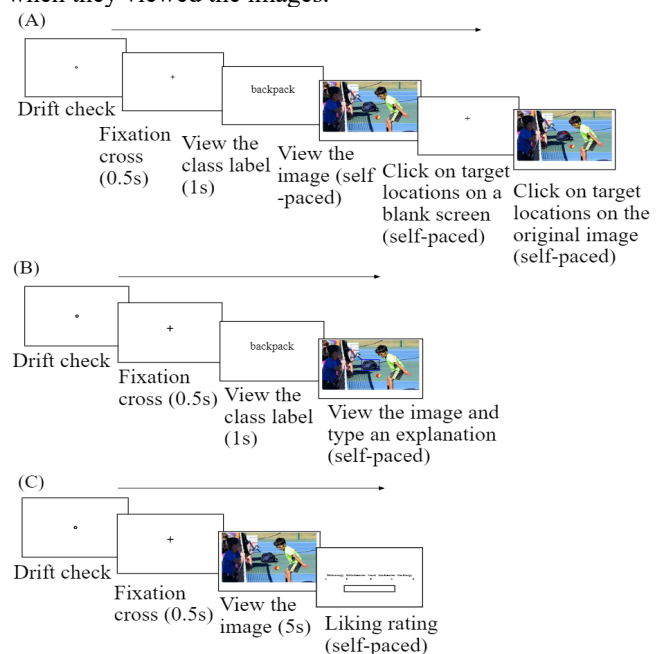 when they viewed the images.
(A)
Drift check
Fixation
cross
(0.5s)
backpack
View the
class label
(1s)
View the
image (self
-paced)
Click on target
locations on a
blank screen
(self-paced)
Click on target
locations on the
original image
(self-paced)
(B)
Drift check
Fixation
cross (0.5s)
backpack
View the
class label
(1s)
View the image and
type an explanation
(self-paced)
(C)
Drift check
Fixation
cross (0.5s)
View the
image (5s)
Liking rating
(self-paced)